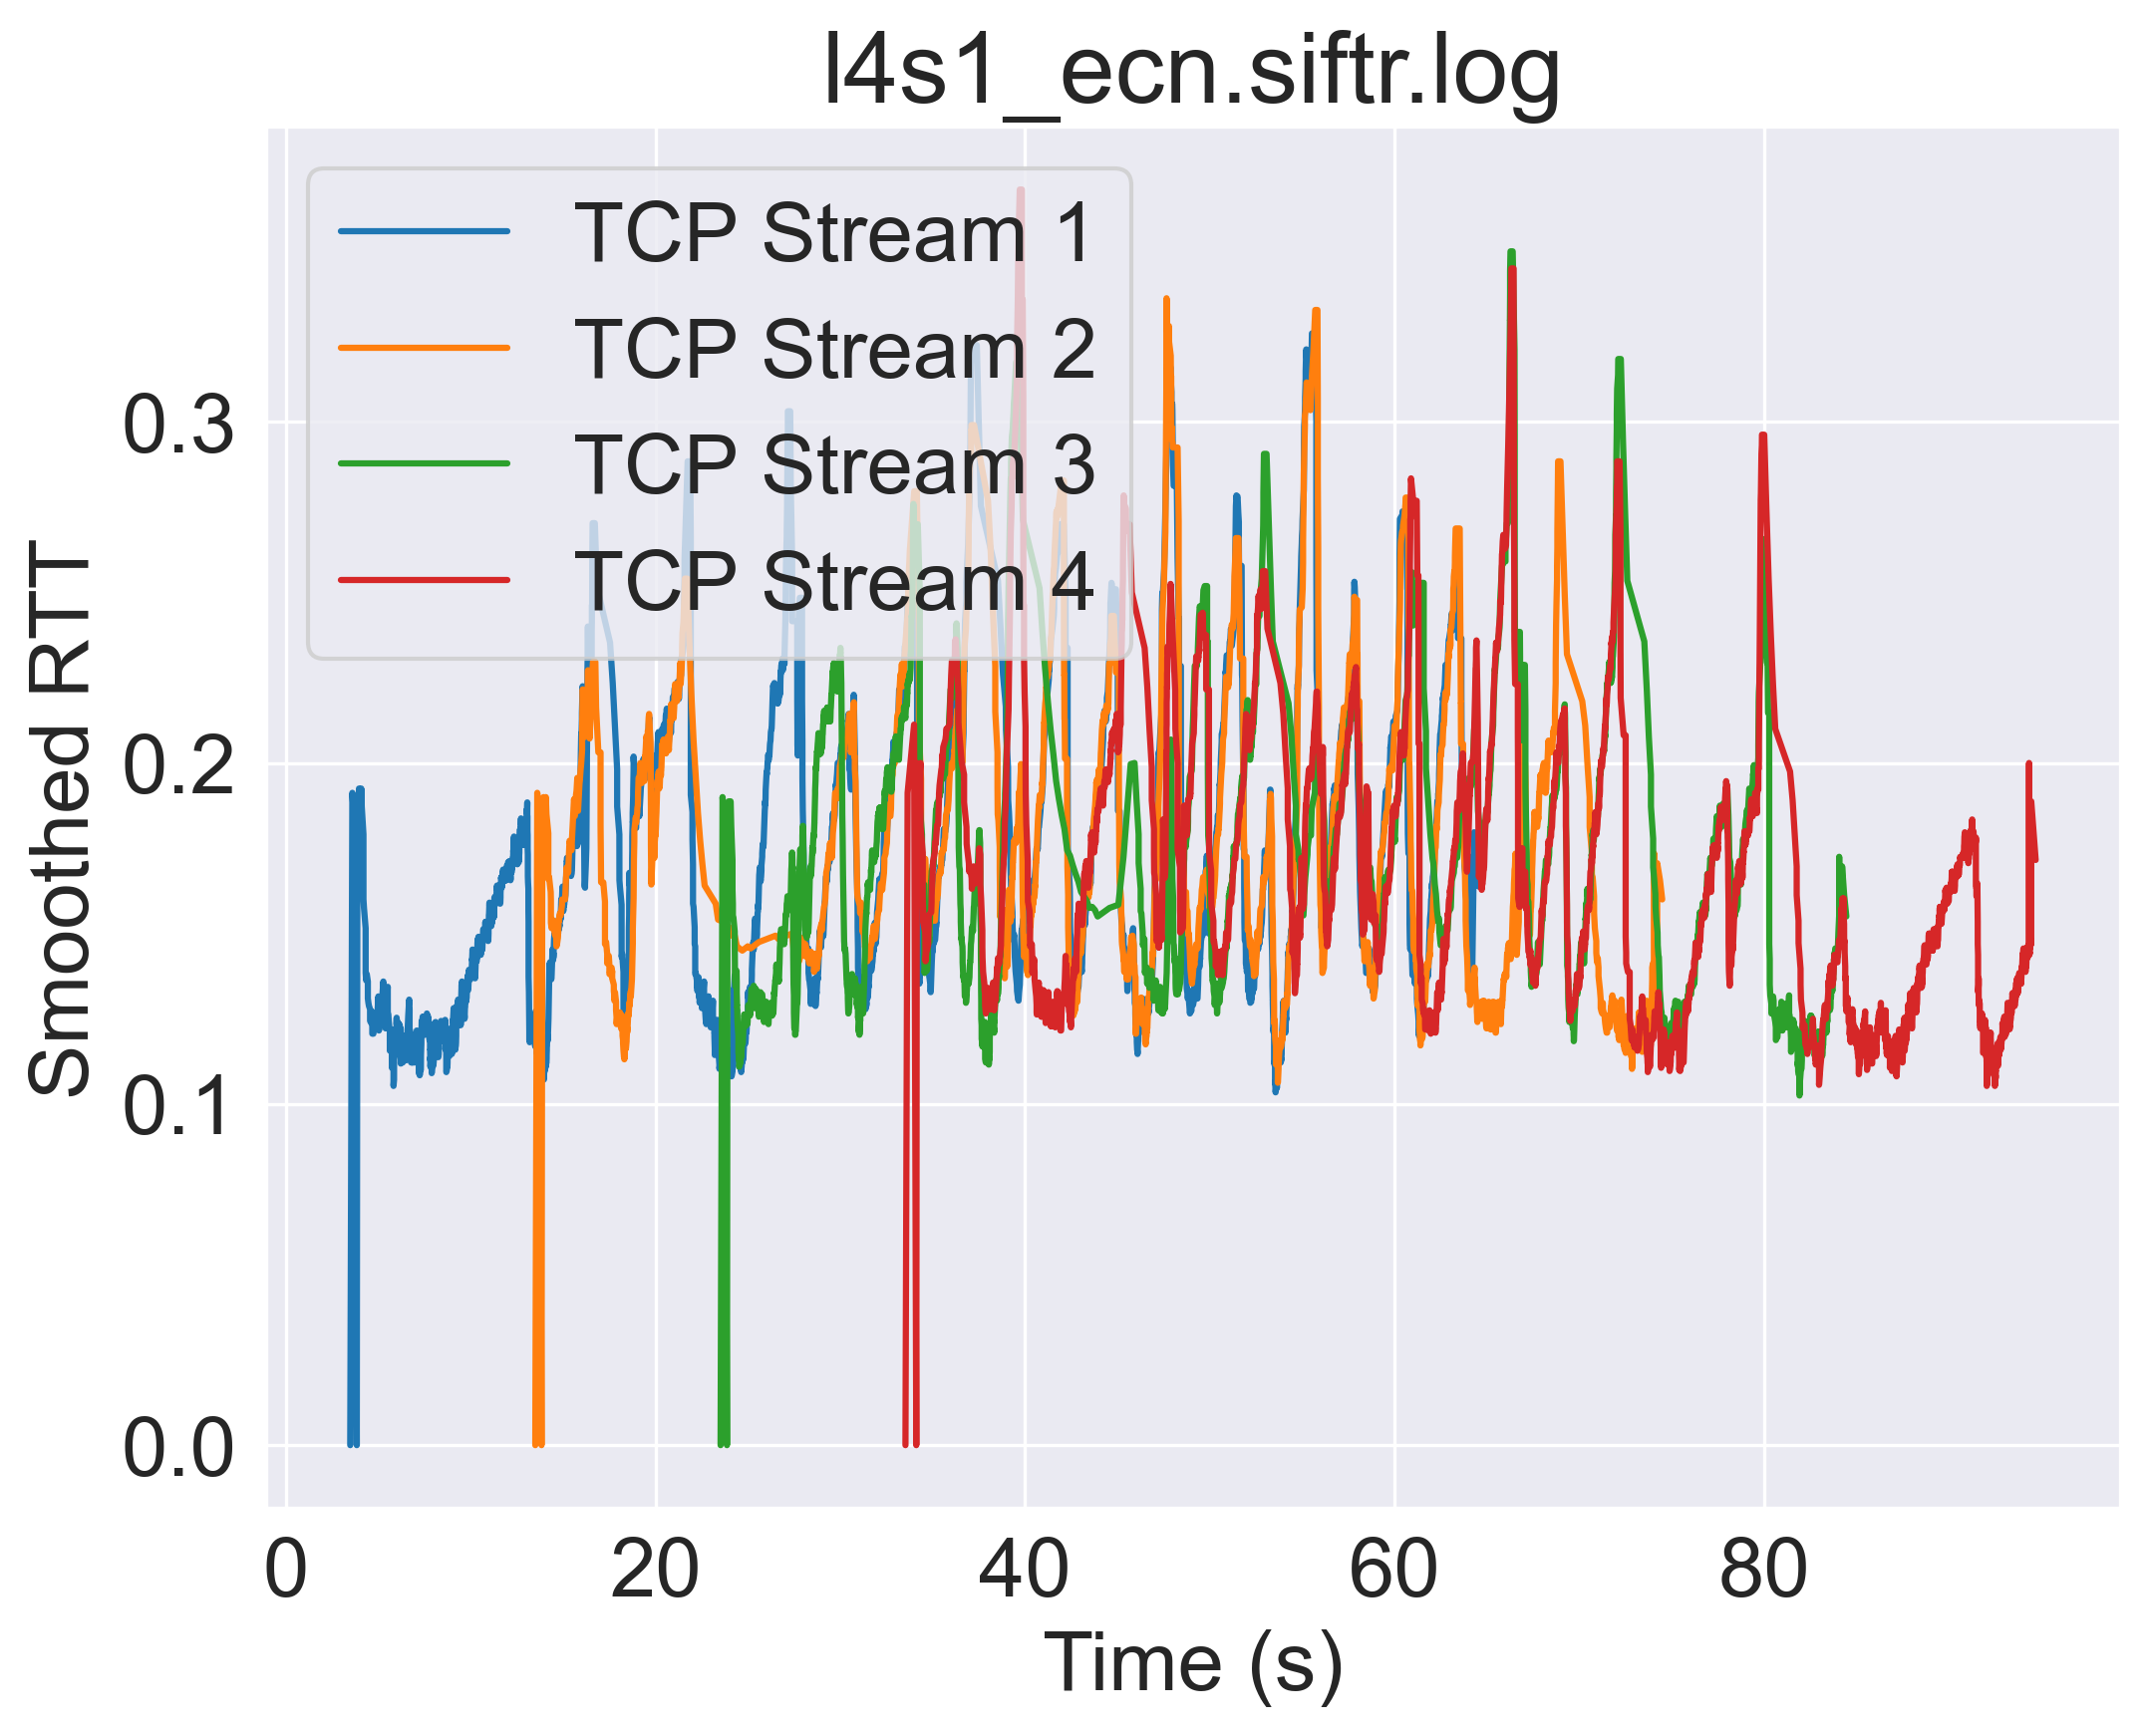 l4s1_ecn.siftr.log
TCP Stream 1
TCP Stream 2
TCP Stream 3
TCP Stream 4
Smoothed RTT
0.3
0.2
0.1
0.0
0 20 40 60 80
Time (s)